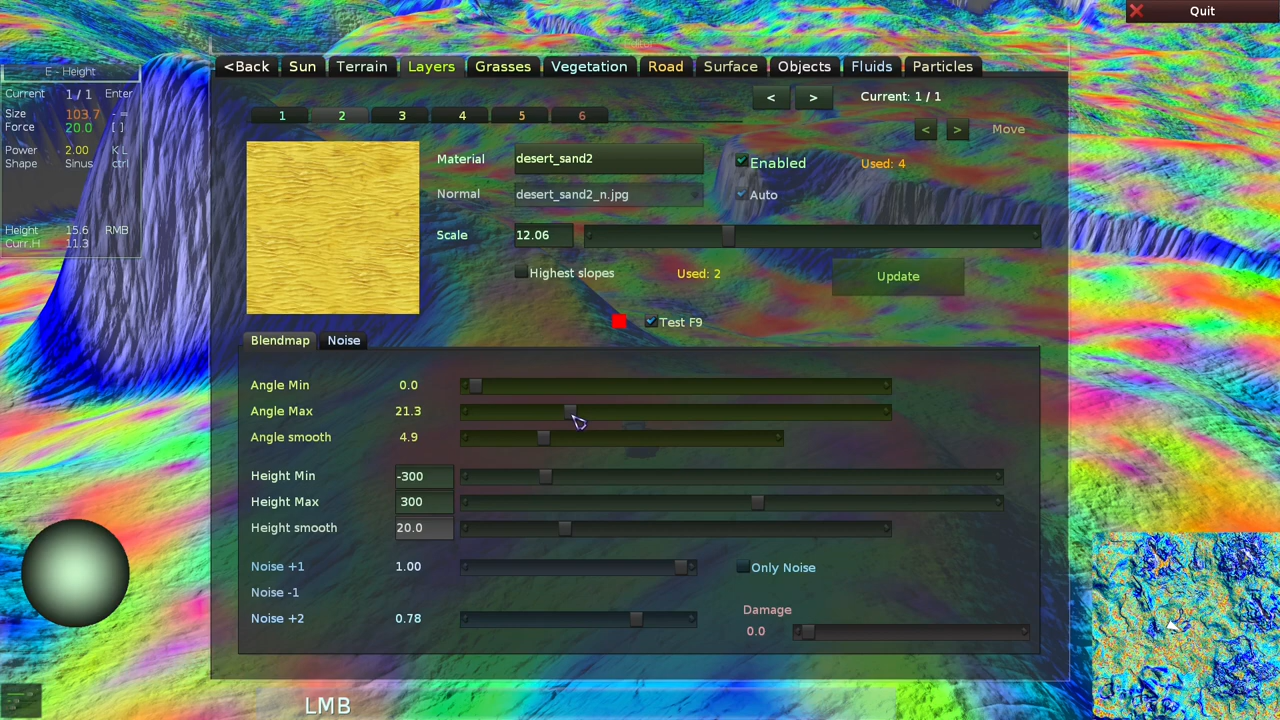 Quit
Editor
<Back Sun Terrain Layers Grasses Vegetation Road Surface Objects Fluids Particles
E - Height
Current 1 / 1 Enter
Size 103.7 - =
Force 20.0 [ ]
Power 2.00 K L
Shape Sinus ctrl
Height 15.6 RMB
Curr.H 11.3
< > Current: 1 / 1
1 2 3 4 5 6
< > Move
Material desert_sand2 Enabled Used: 4
Normal desert_sand2_n.jpg Auto
Scale 12.06
Highest slopes Used: 2 Update
Test F9
Blendmap Noise
Angle Min 0.0
Angle Max 21.3
Angle smooth 4.9
Height Min -300
Height Max 300
Height smooth 20.0
Noise +1 1.00 Only Noise
Noise -1
Noise +2 0.78
Damage
0.0
LMB